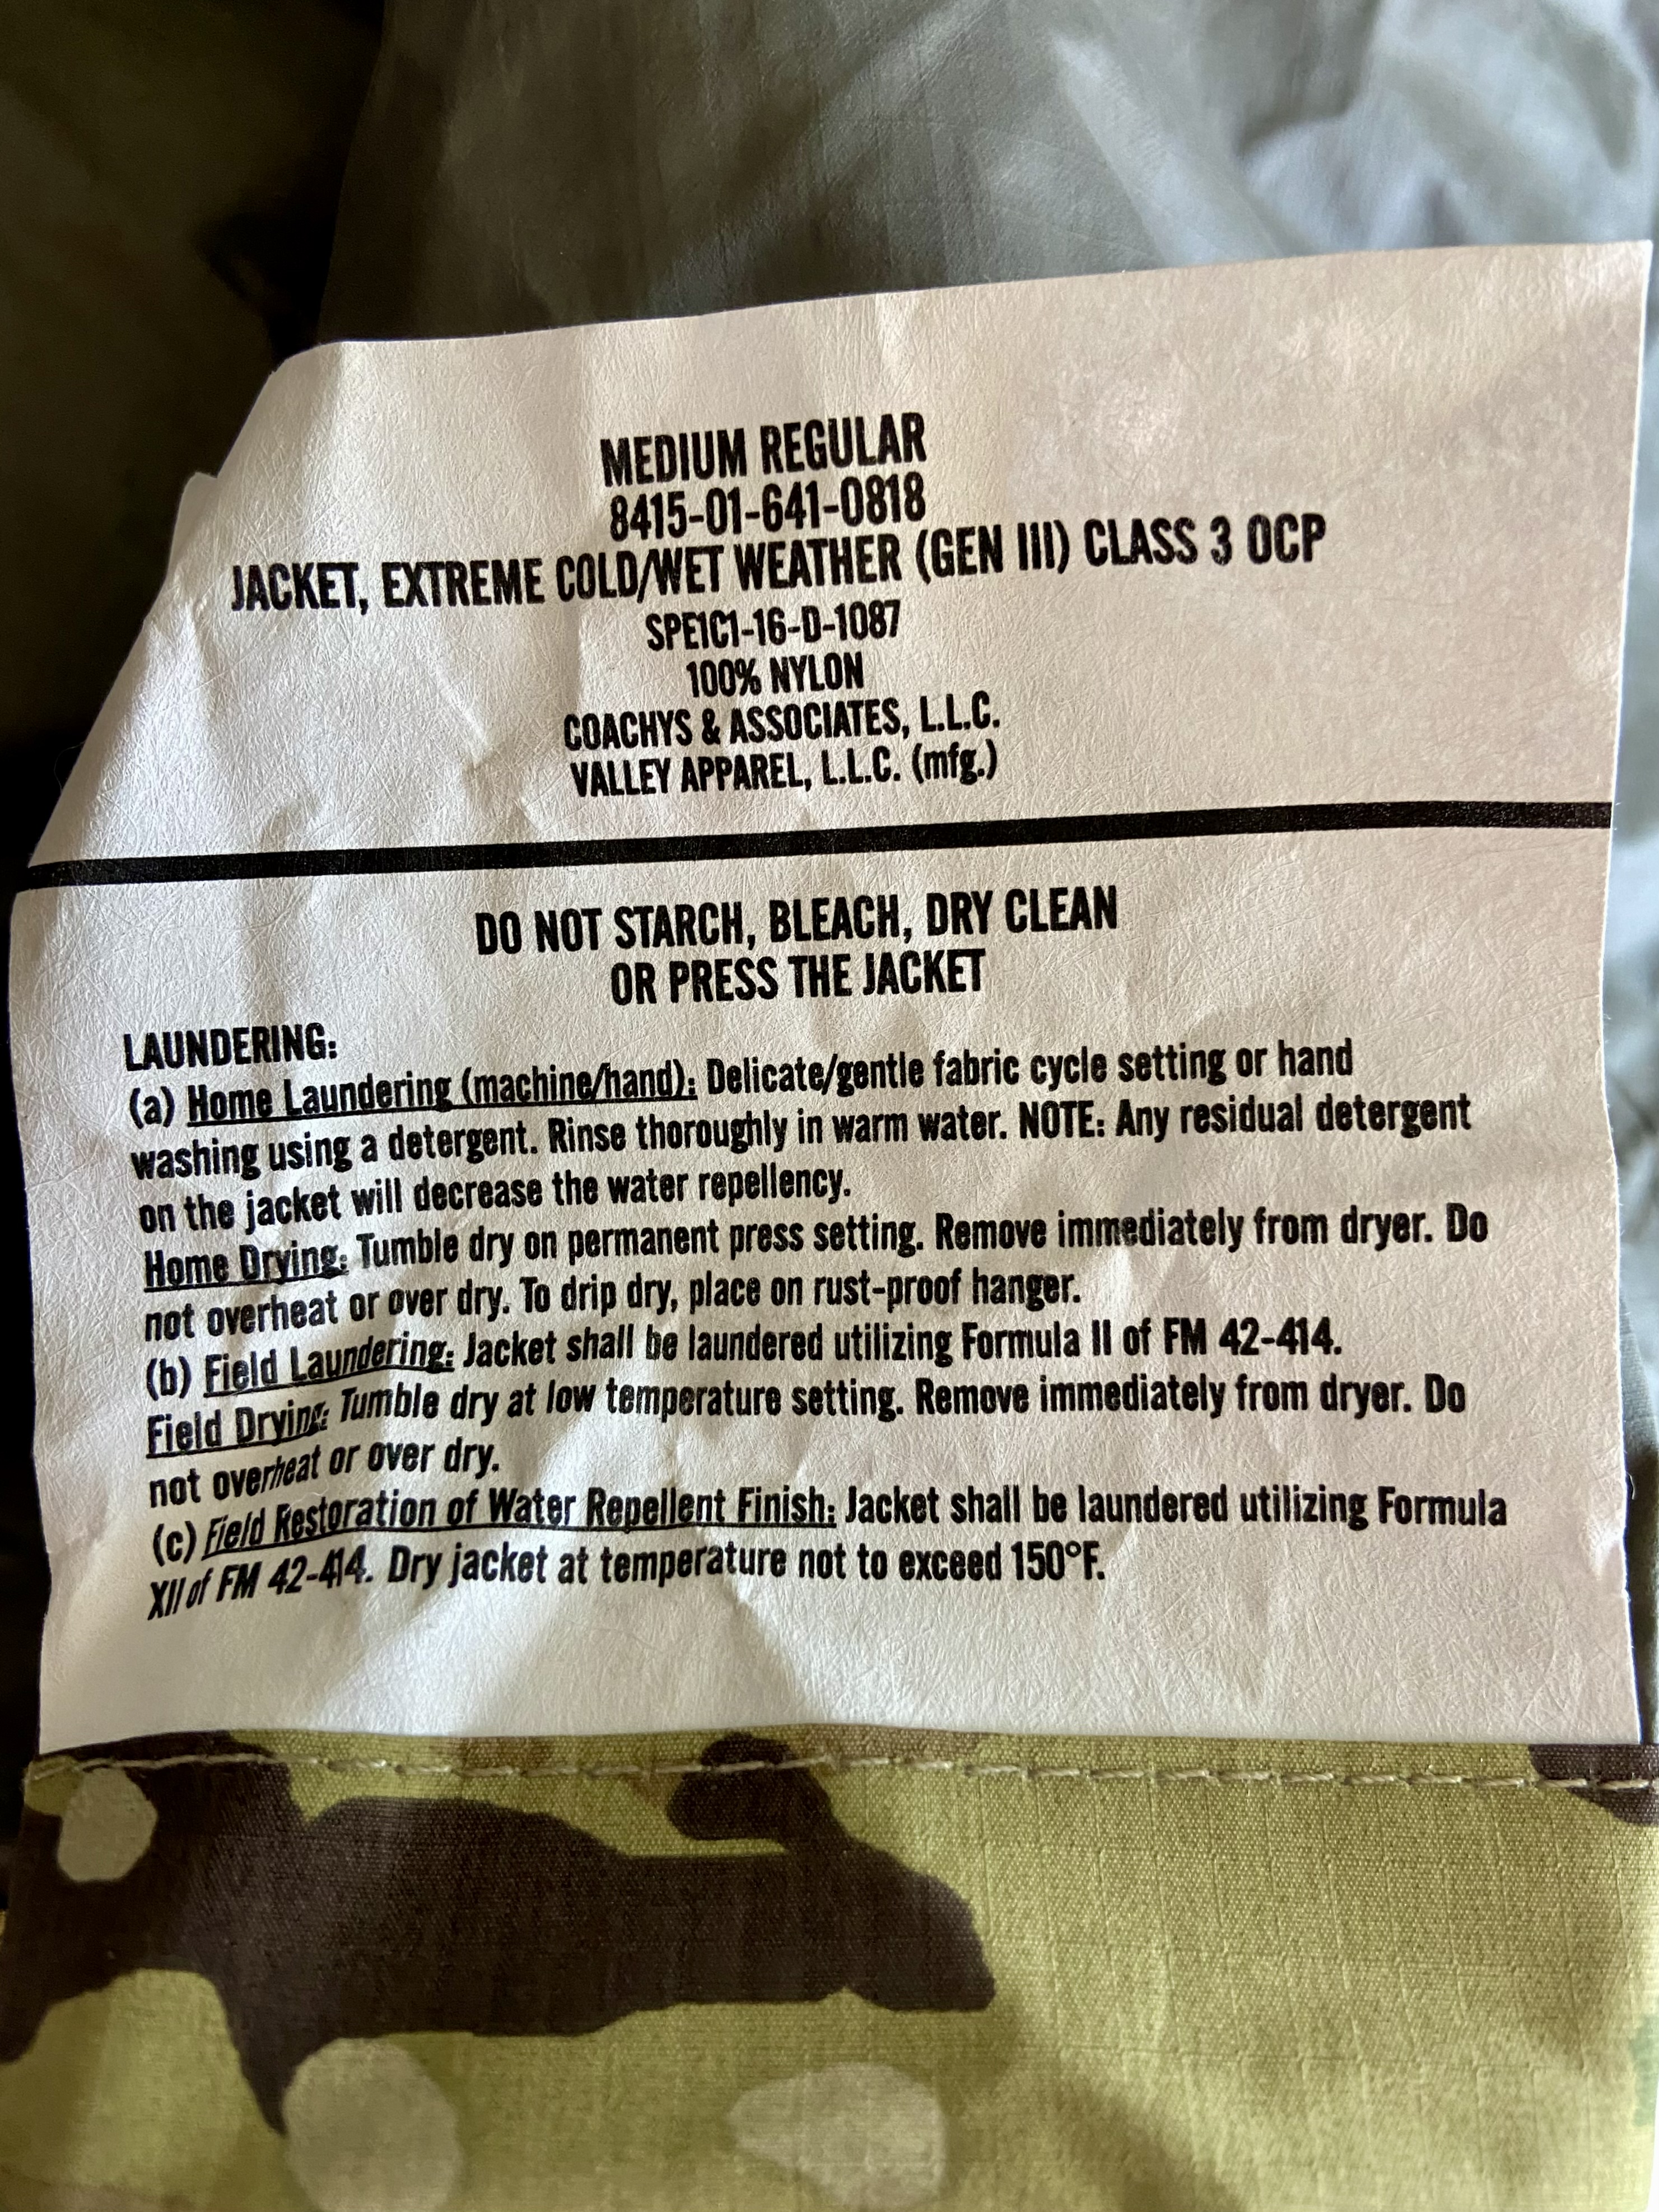 MEDIUM REGULAR
8415-01-641-0818
JACKET, EXTREME COLD/WET WEATHER (GEN III) CLASS 3 OCP
SPE1C1-16-D-1087
100% NYLON
COACHYS & ASSOCIATES, L.L.C.
VALLEY APPAREL, L.L.C. (mfg.)
DO NOT STARCH, BLEACH, DRY CLEAN
OR PRESS THE JACKET
LAUNDERING:
(a) Home Laundering (machine/hand): Delicate/gentle fabric cycle setting or hand
washing using a detergent. Rinse thoroughly in warm water. NOTE: Any residual detergent
on the jacket will decrease the water repellency.
Home Drying: Tumble dry on permanent press setting. Remove immediately from dryer. Do
not overheat or over dry. To drip dry, place on rust-proof hanger.
(b) Field Laundering: Jacket shall be laundered utilizing Formula II of FM 42-414.
Field Drying: Tumble dry at low temperature setting. Remove immediately from dryer. Do
not overheat or over dry.
(c) Field Restoration of Water Repellent Finish: Jacket shall be laundered utilizing Formula
XII of FM 42-414. Dry jacket at temperature not to exceed 150°F.